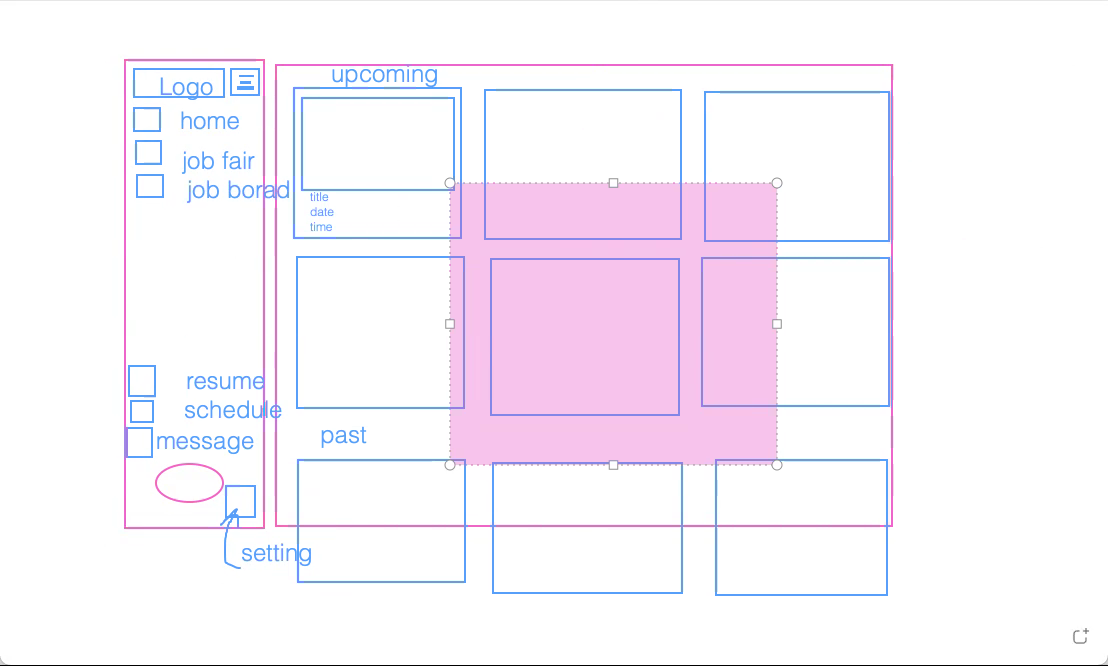 Logo
home
job fair
job borad
resume
schedule
message
setting
upcoming
title
date
time
past